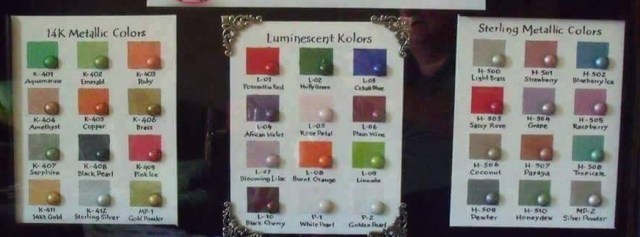 14K Metallic Colors
K-401 K-402 K-403
Aquamarine Emerald Ruby
K-404 K-405 K-406
Amethyst Copper Brass
K-407 K-408 K-409
Sapphire Black Pearl Pink Ice
K-411 K-412 MP-1
14Kt Gold Sterling Silver Gold Powder
Luminescent Kolors
L-01 L-02 L-03
Poinsettia Red Holly Green Cobalt Blue
L-04 L-05 L-06
African Violet Rose Petal Plum Wine
L-07 L-08 L-09
Blooming Lilac Burnt Orange Limeade
L-10 P-1 P-2
Black Cherry White Pearl Golden Pearl
Sterling Metallic Colors
H-500 H-501 H-502
Light Brass Strawberry Blueberry Ice
H-503 H-504 H-505
Sassy Rose Grape Raspberry
H-506 H-507 H-508
Coconut Papaya Tropicale
H-509 H-510 MP-2
Pewter Honeydew Silver Powder